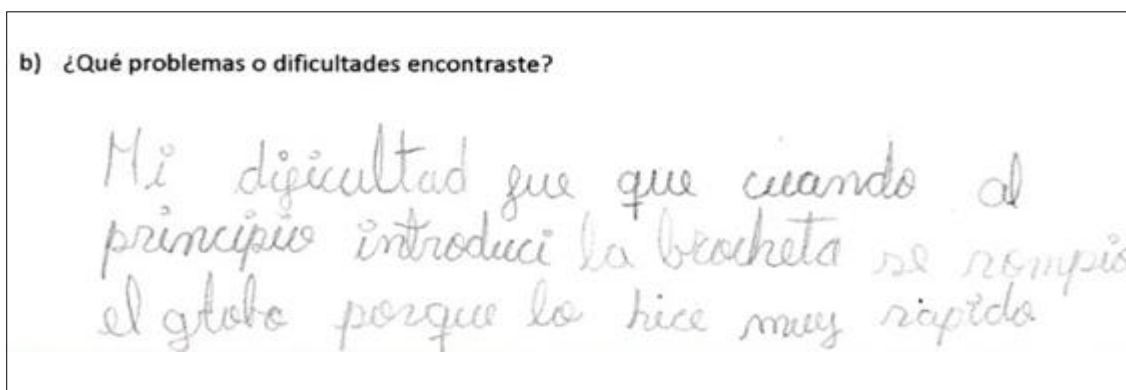 b) ¿Qué problemas o dificultades encontraste?
Mi dificultad fue que cuando al
principio introduci la brocheta se rompio
el globo porque lo hice muy rapido